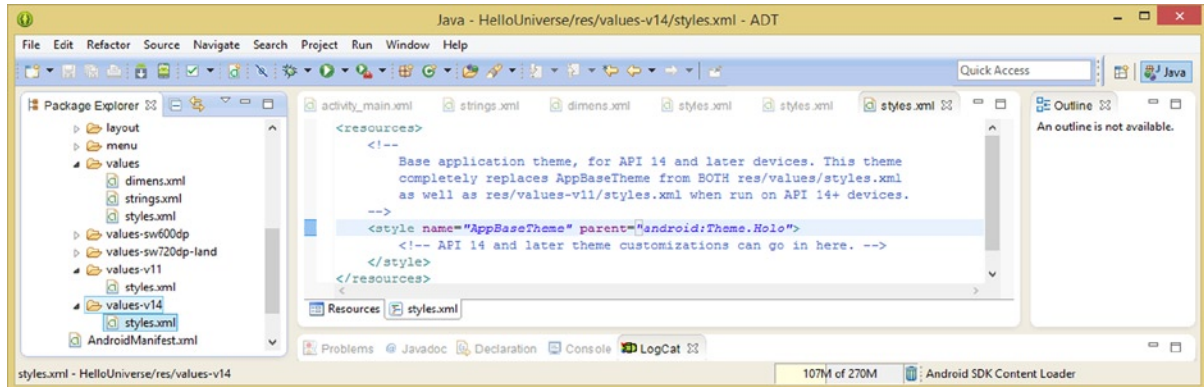 Java - HelloUniverse/res/values-v14/styles.xml - ADT
File Edit Refactor Source Navigate Search Project Run Window Help
Quick Access
Java
Package Explorer
layout
menu
values
dimens.xml
strings.xml
styles.xml
values-sw600dp
values-sw720dp-land
values-v11
styles.xml
values-v14
styles.xml
AndroidManifest.xml
activity_main.xml strings.xml dimens.xml styles.xml styles.xml styles.xml
<resources>
<!--
Base application theme, for API 14 and later devices. This theme
completely replaces AppBaseTheme from BOTH res/values/styles.xml
as well as res/values-v11/styles.xml when run on API 14+ devices.
-->
<style name="AppBaseTheme" parent="android:Theme.Holo">
<!-- API 14 and later theme customizations can go in here. -->
</style>
</resources>
Resources styles.xml
Outline
An outline is not available.
Problems @ Javadoc Declaration Console LogCat
styles.xml - HelloUniverse/res/values-v14
107M of 270M
Android SDK Content Loader